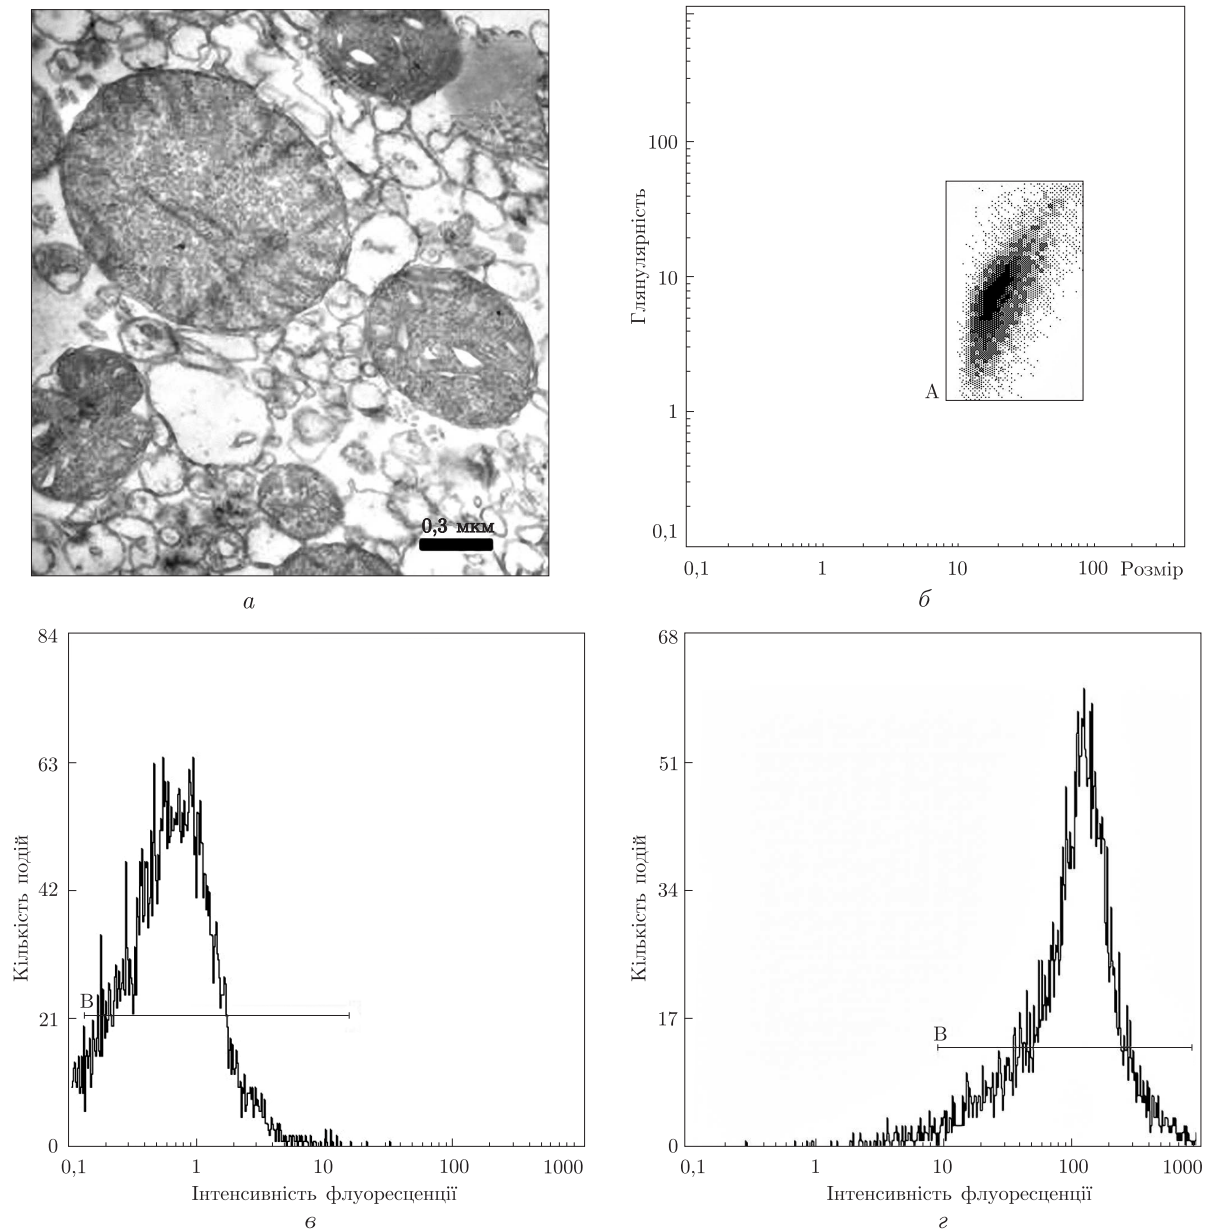 0,3 мкм
а
Глянулярність
100
10
1
0,1
А
0,1 1 10 100 Розмір
б
Кількість подій
84
63
42
21
0
В
0,1 1 10 100 1000
Інтенсивність флуоресценції
в
Кількість подій
68
51
34
17
0
В
0,1 1 10 100 1000
Інтенсивність флуоресценції
г